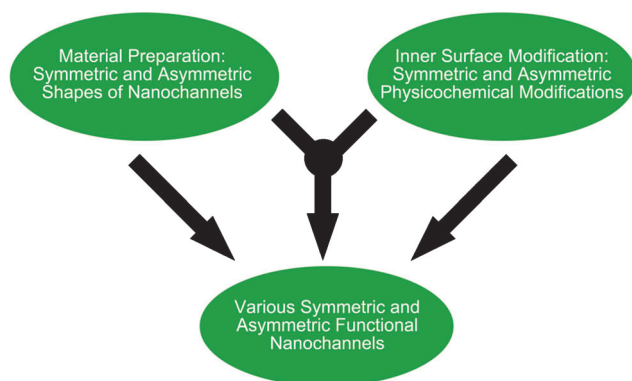 Material Preparation:
Symmetric and Asymmetric
Shapes of Nanochannels
Inner Surface Modification:
Symmetric and Asymmetric
Physicochemical Modifications
Various Symmetric and
Asymmetric Functional
Nanochannels